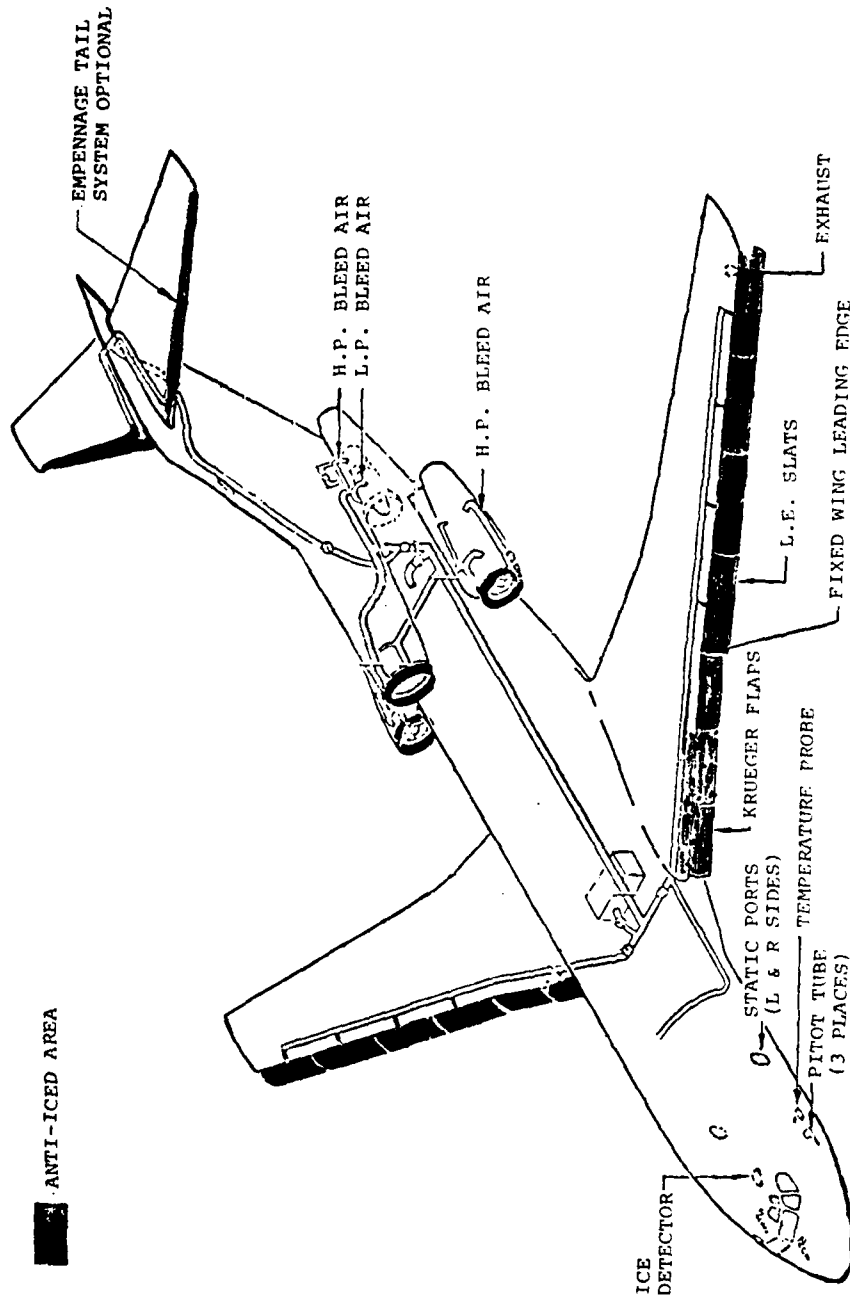 ANTI-ICED AREA
EMPENNAGE TAIL
SYSTEM OPTIONAL
H.P. BLEED AIR
L.P. BLEED AIR
H.P. BLEED AIR
EXHAUST
L.E. SLATS
FIXED WING LEADING EDGE
KRUEGER FLAPS
STATIC PORTS
(L & R SIDES)
TEMPERATURE PROBE
PITOT TUBE
(3 PLACES)
ICE
DETECTOR